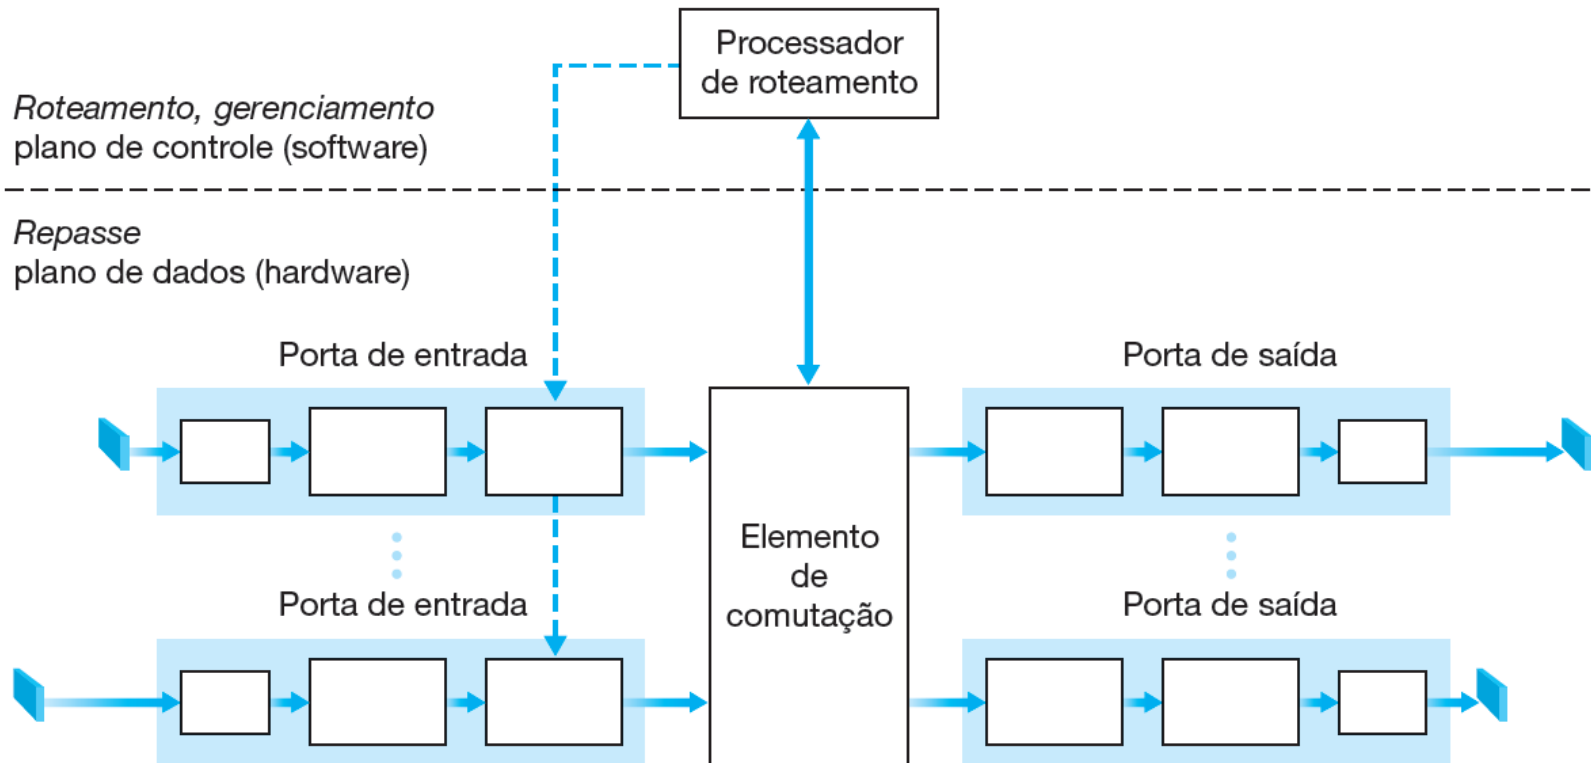 Processador
de roteamento
Roteamento, gerenciamento
plano de controle (software)
Repasse
plano de dados (hardware)
Porta de entrada
Porta de saída
Elemento
de
comutação
Porta de entrada
Porta de saída